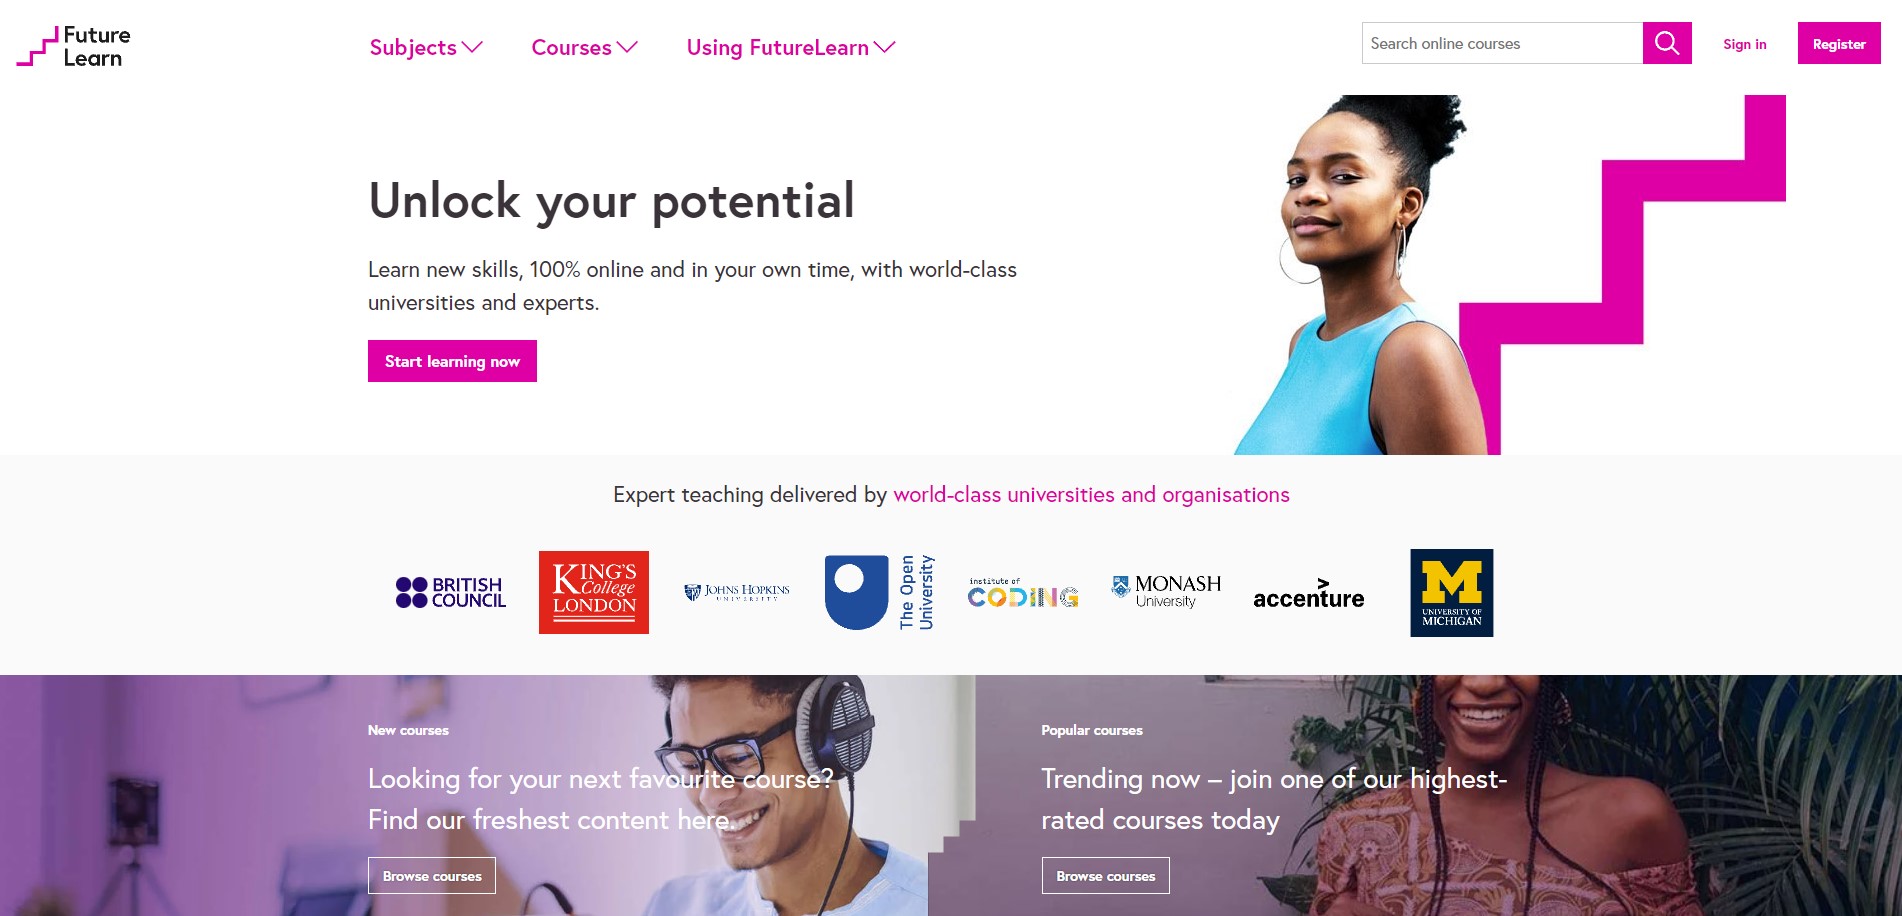 Future
Learn
Subjects
Courses
Using FutureLearn
Search online courses
Sign in
Register
Unlock your potential
Learn new skills, 100% online and in your own time, with world-class
universities and experts.
Start learning now
Expert teaching delivered by world-class universities and organisations
BRITISH
COUNCIL
KING'S
College
LONDON
JOHNS HOPKINS
UNIVERSITY
The Open
University
institute of
CODING
MONASH
University
accenture
M
UNIVERSITY OF
MICHIGAN
New courses
Looking for your next favourite course?
Find our freshest content here.
Browse courses
Popular courses
Trending now – join one of our highest-
rated courses today
Browse courses